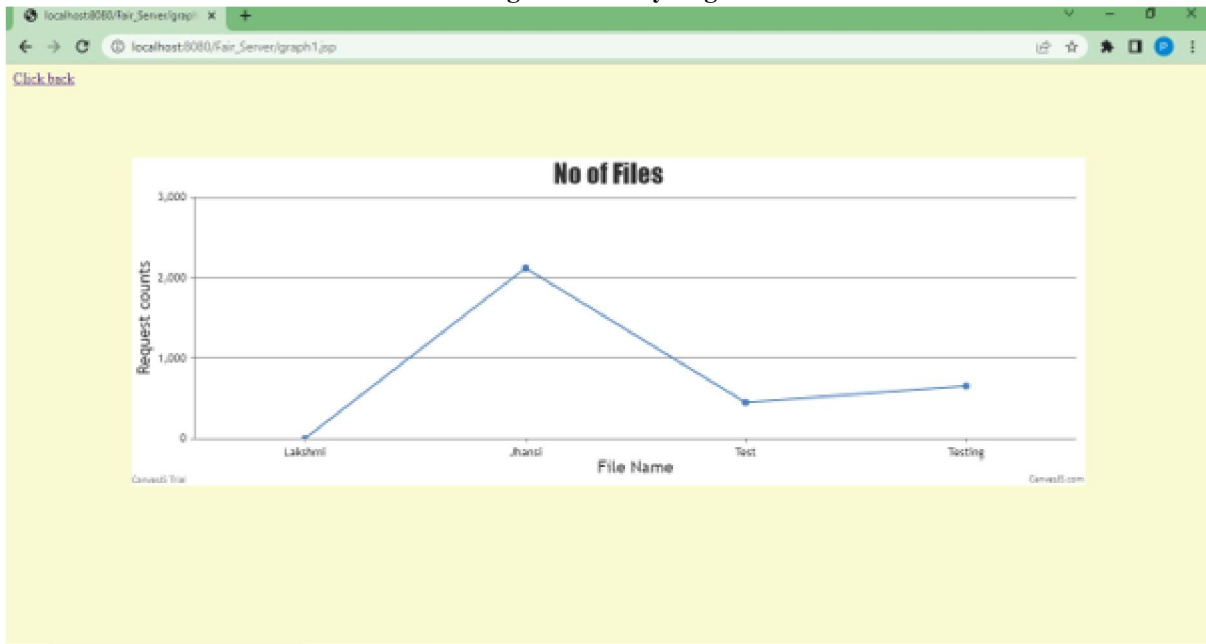 localhost:8080/Fair_Server/graph
localhost:8080/Fair_Server/graph1.jsp
P
Click back
No of Files
3,000
2,000
1,000
0
Request counts
Lakshmi
Jhansi
Test
Testing
File Name
CanvasJS Trial
CanvasJS.com